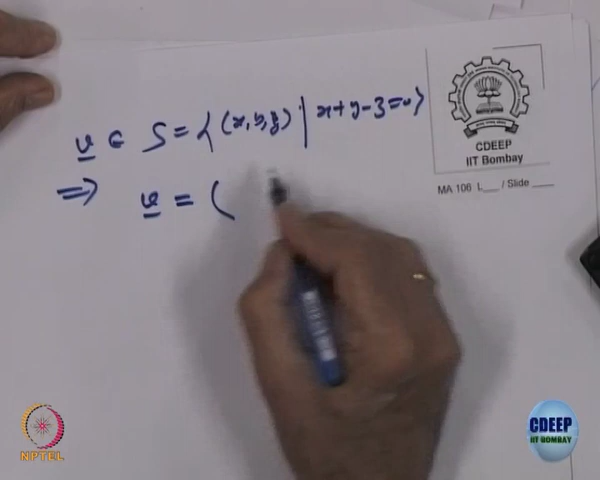 v ∈ S = { (x, y, z) | x + y - z = 0 }
⇒ v = (
CDEEP
IIT Bombay
MA 106 L___ / Slide ___
NPTEL
CDEEP
IIT BOMBAY